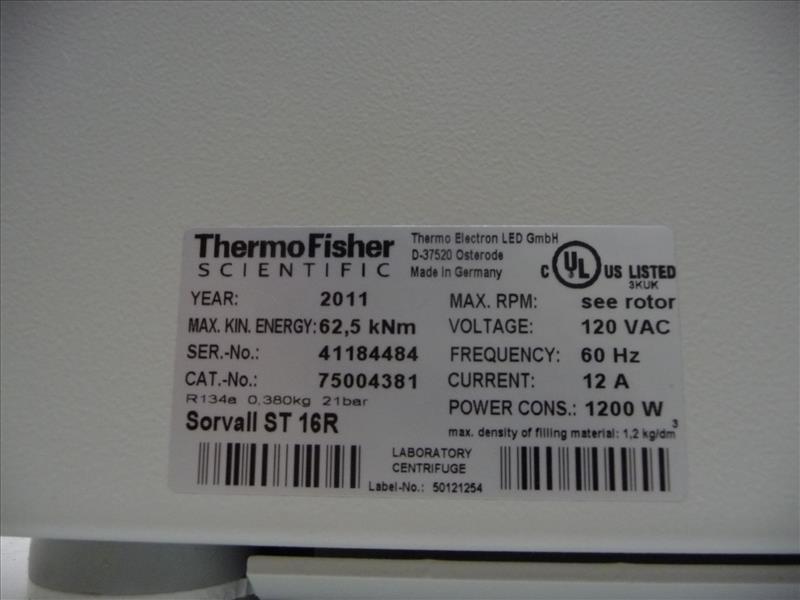 ThermoFisher
SCIENTIFIC
Thermo Electron LED GmbH
D-37520 Osterode
Made in Germany
C UL US LISTED
3KUK
YEAR: 2011
MAX. RPM: see rotor
MAX. KIN. ENERGY: 62,5 kNm
VOLTAGE: 120 VAC
SER.-No.: 41184484
FREQUENCY: 60 Hz
CAT.-No.: 75004381
CURRENT: 12 A
R134a 0,380kg 21bar
POWER CONS.: 1200 W
Sorvall ST 16R
max. density of filling material: 1,2 kg/dm³
LABORATORY
CENTRIFUGE
Label-No.: 50121254